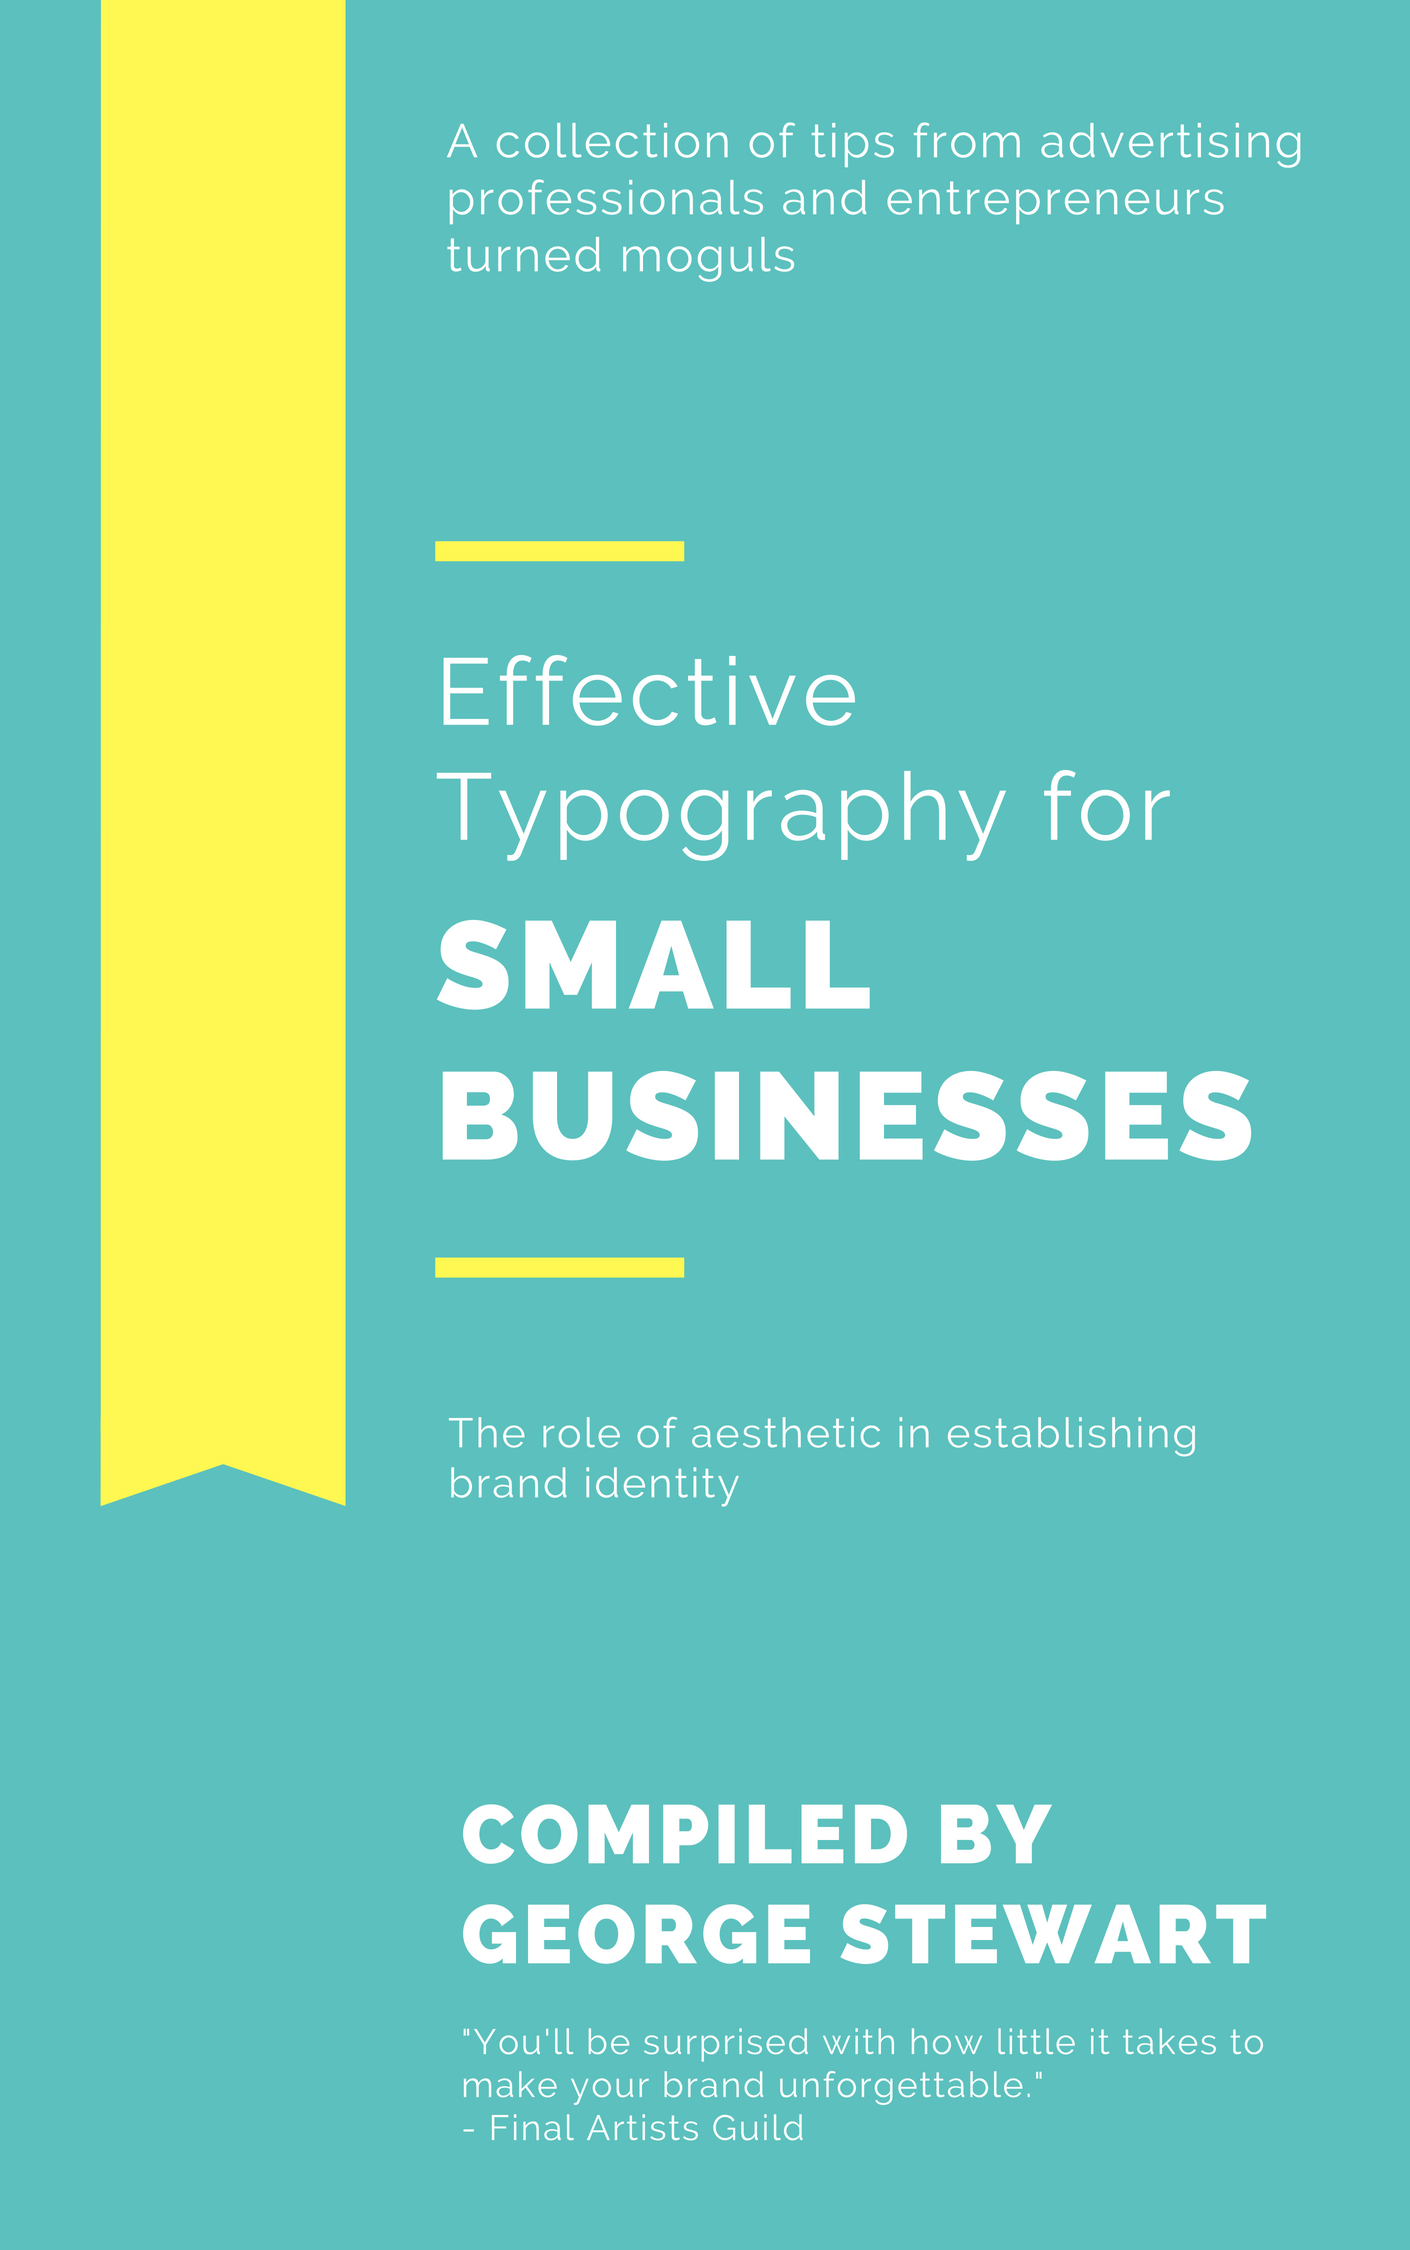 A collection of tips from advertising
professionals and entrepreneurs
turned moguls
Effective
Typography for
SMALL
BUSINESSES
The role of aesthetic in establishing
brand identity
COMPILED BY
GEORGE STEWART
"You'll be surprised with how little it takes to
make your brand unforgettable."
- Final Artists Guild